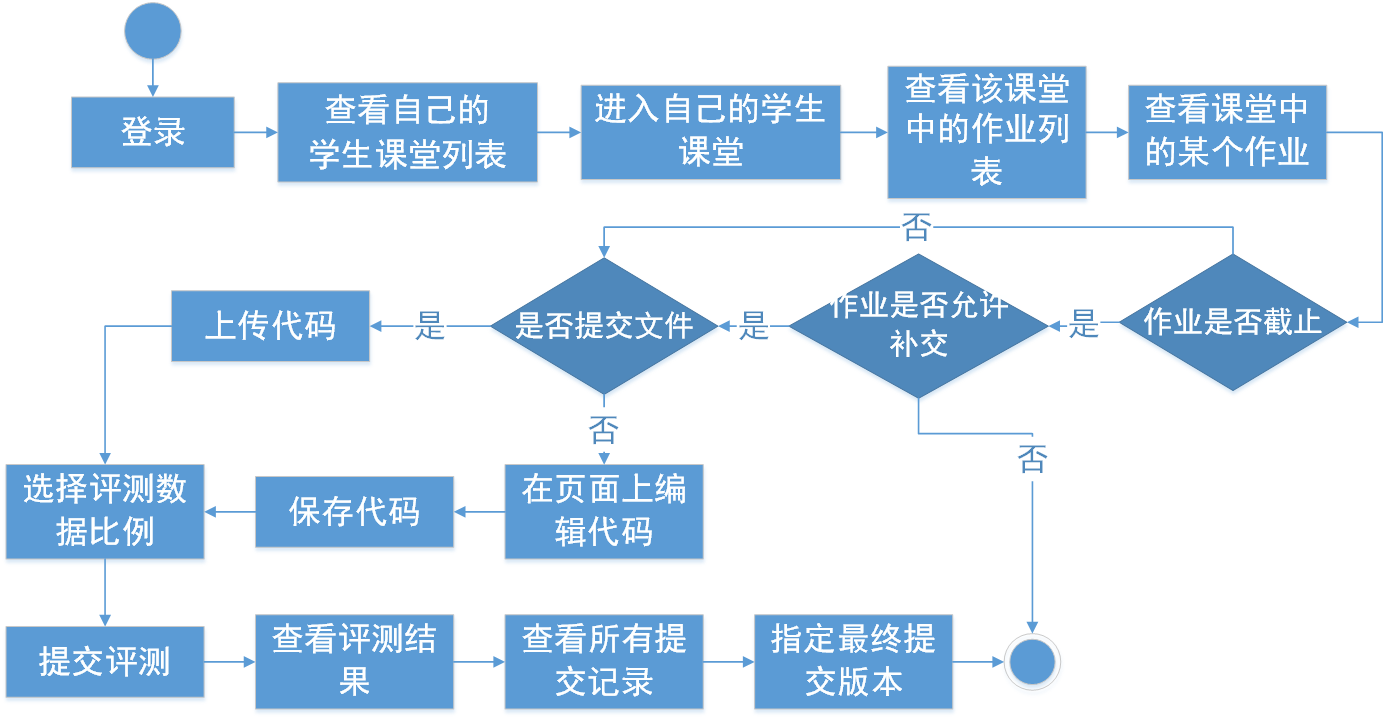 登录
查看自己的
学生课堂列表
进入自己的学生
课堂
查看该课堂
中的作业列
表
查看课堂中
的某个作业
否
上传代码
是
是否提交文件
是
作业是否允许
补交
是
作业是否截止
否
否
选择评测数
据比例
保存代码
在页面上编
辑代码
提交评测
查看评测结
果
查看所有提
交记录
指定最终提
交版本